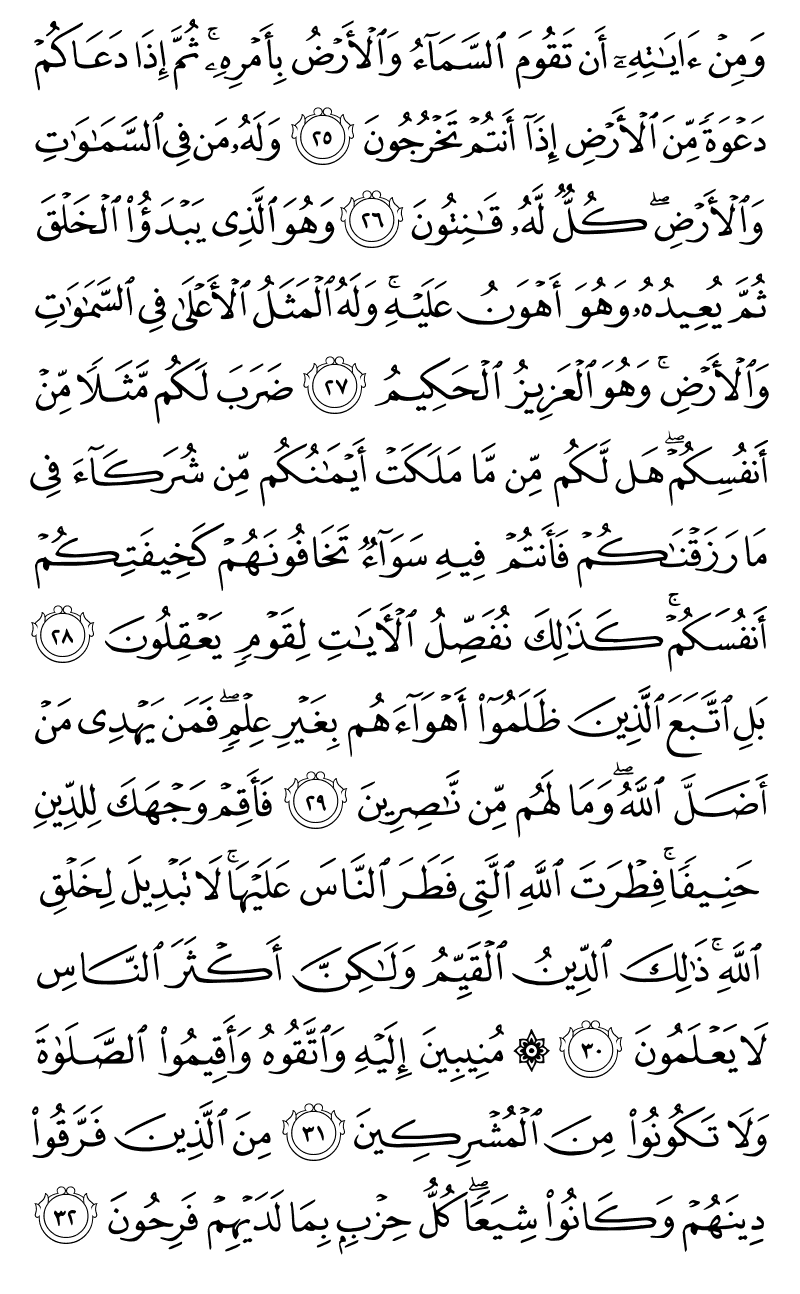 وَمِنْ ءَايَـٰتِهِۦٓ أَن تَقُومَ ٱلسَّمَآءُ وَٱلْأَرْضُ بِأَمْرِهِۦ ۚ ثُمَّ إِذَا دَعَاكُمْ
دَعْوَةً مِّنَ ٱلْأَرْضِ إِذَآ أَنتُمْ تَخْرُجُونَ ٢٥ وَلَهُۥ مَن فِى ٱلسَّمَـٰوَٰتِ
وَٱلْأَرْضِ ۖ كُلٌّ لَّهُۥ قَـٰنِتُونَ ٢٦ وَهُوَ ٱلَّذِى يَبْدَؤُا۟ ٱلْخَلْقَ
ثُمَّ يُعِيدُهُۥ وَهُوَ أَهْوَنُ عَلَيْهِ ۚ وَلَهُ ٱلْمَثَلُ ٱلْأَعْلَىٰ فِى ٱلسَّمَـٰوَٰتِ
وَٱلْأَرْضِ ۚ وَهُوَ ٱلْعَزِيزُ ٱلْحَكِيمُ ٢٧ ضَرَبَ لَكُم مَّثَلًا مِّنْ
أَنفُسِكُمْ ۖ هَل لَّكُم مِّن مَّا مَلَكَتْ أَيْمَـٰنُكُم مِّن شُرَكَآءَ فِى
مَا رَزَقْنَـٰكُمْ فَأَنتُمْ فِيهِ سَوَآءٌ تَخَافُونَهُمْ كَخِيفَتِكُمْ
أَنفُسَكُمْ ۚ كَذَٰلِكَ نُفَصِّلُ ٱلْـَٔايَـٰتِ لِقَوْمٍ يَعْقِلُونَ ٢٨
بَلِ ٱتَّبَعَ ٱلَّذِينَ ظَلَمُوٓا۟ أَهْوَآءَهُم بِغَيْرِ عِلْمٍ ۖ فَمَن يَهْدِى مَنْ
أَضَلَّ ٱللَّهُ ۖ وَمَا لَهُم مِّن نَّـٰصِرِينَ ٢٩ فَأَقِمْ وَجْهَكَ لِلدِّينِ
حَنِيفًا ۚ فِطْرَتَ ٱللَّهِ ٱلَّتِى فَطَرَ ٱلنَّاسَ عَلَيْهَا ۚ لَا تَبْدِيلَ لِخَلْقِ
ٱللَّهِ ۚ ذَٰلِكَ ٱلدِّينُ ٱلْقَيِّمُ وَلَـٰكِنَّ أَكْثَرَ ٱلنَّاسِ
لَا يَعْلَمُونَ ٣٠ ۞ مُنِيبِينَ إِلَيْهِ وَٱتَّقُوهُ وَأَقِيمُوا۟ ٱلصَّلَوٰةَ
وَلَا تَكُونُوا۟ مِنَ ٱلْمُشْرِكِينَ ٣١ مِنَ ٱلَّذِينَ فَرَّقُوا۟
دِينَهُمْ وَكَانُوا۟ شِيَعًا ۖ كُلُّ حِزْبٍۭ بِمَا لَدَيْهِمْ فَرِحُونَ ٣٢